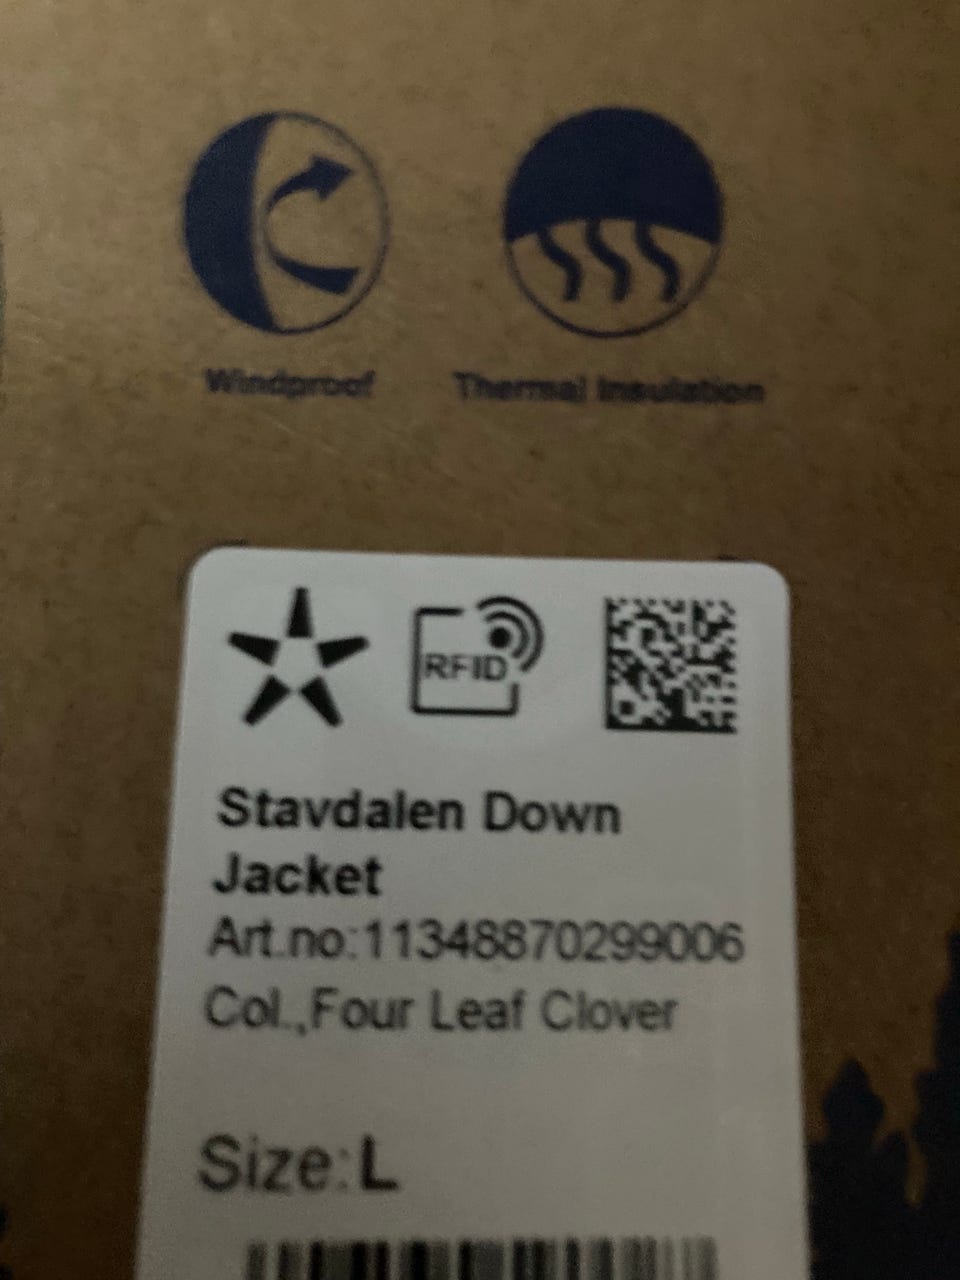 Windproof
Thermal Insulation
RFID
Stavdalen Down
Jacket
Art.no:11348870299006
Col.,Four Leaf Clover
Size:L